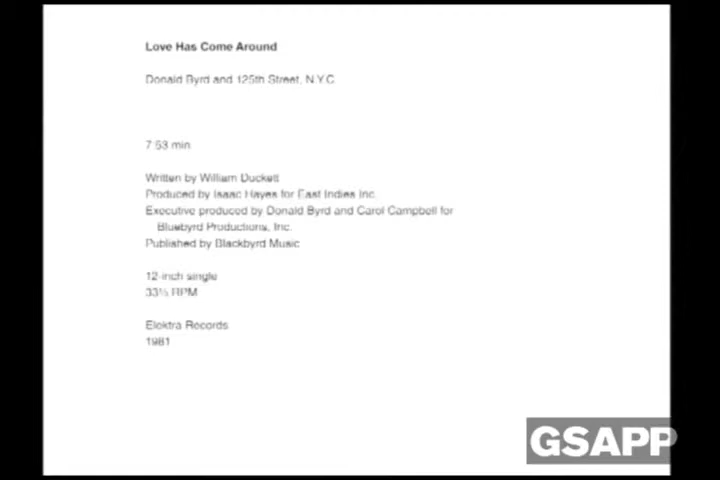 Love Has Come Around
Donald Byrd and 125th Street, N.Y.C
7:53 min
Written by William Duckett
Produced by Isaac Hayes for East Indies Inc.
Executive produced by Donald Byrd and Carol Campbell for
Bluebyrd Productions, Inc.
Published by Blackbyrd Music
12-inch single
33⅓ RPM
Elektra Records
1981
GSAPP